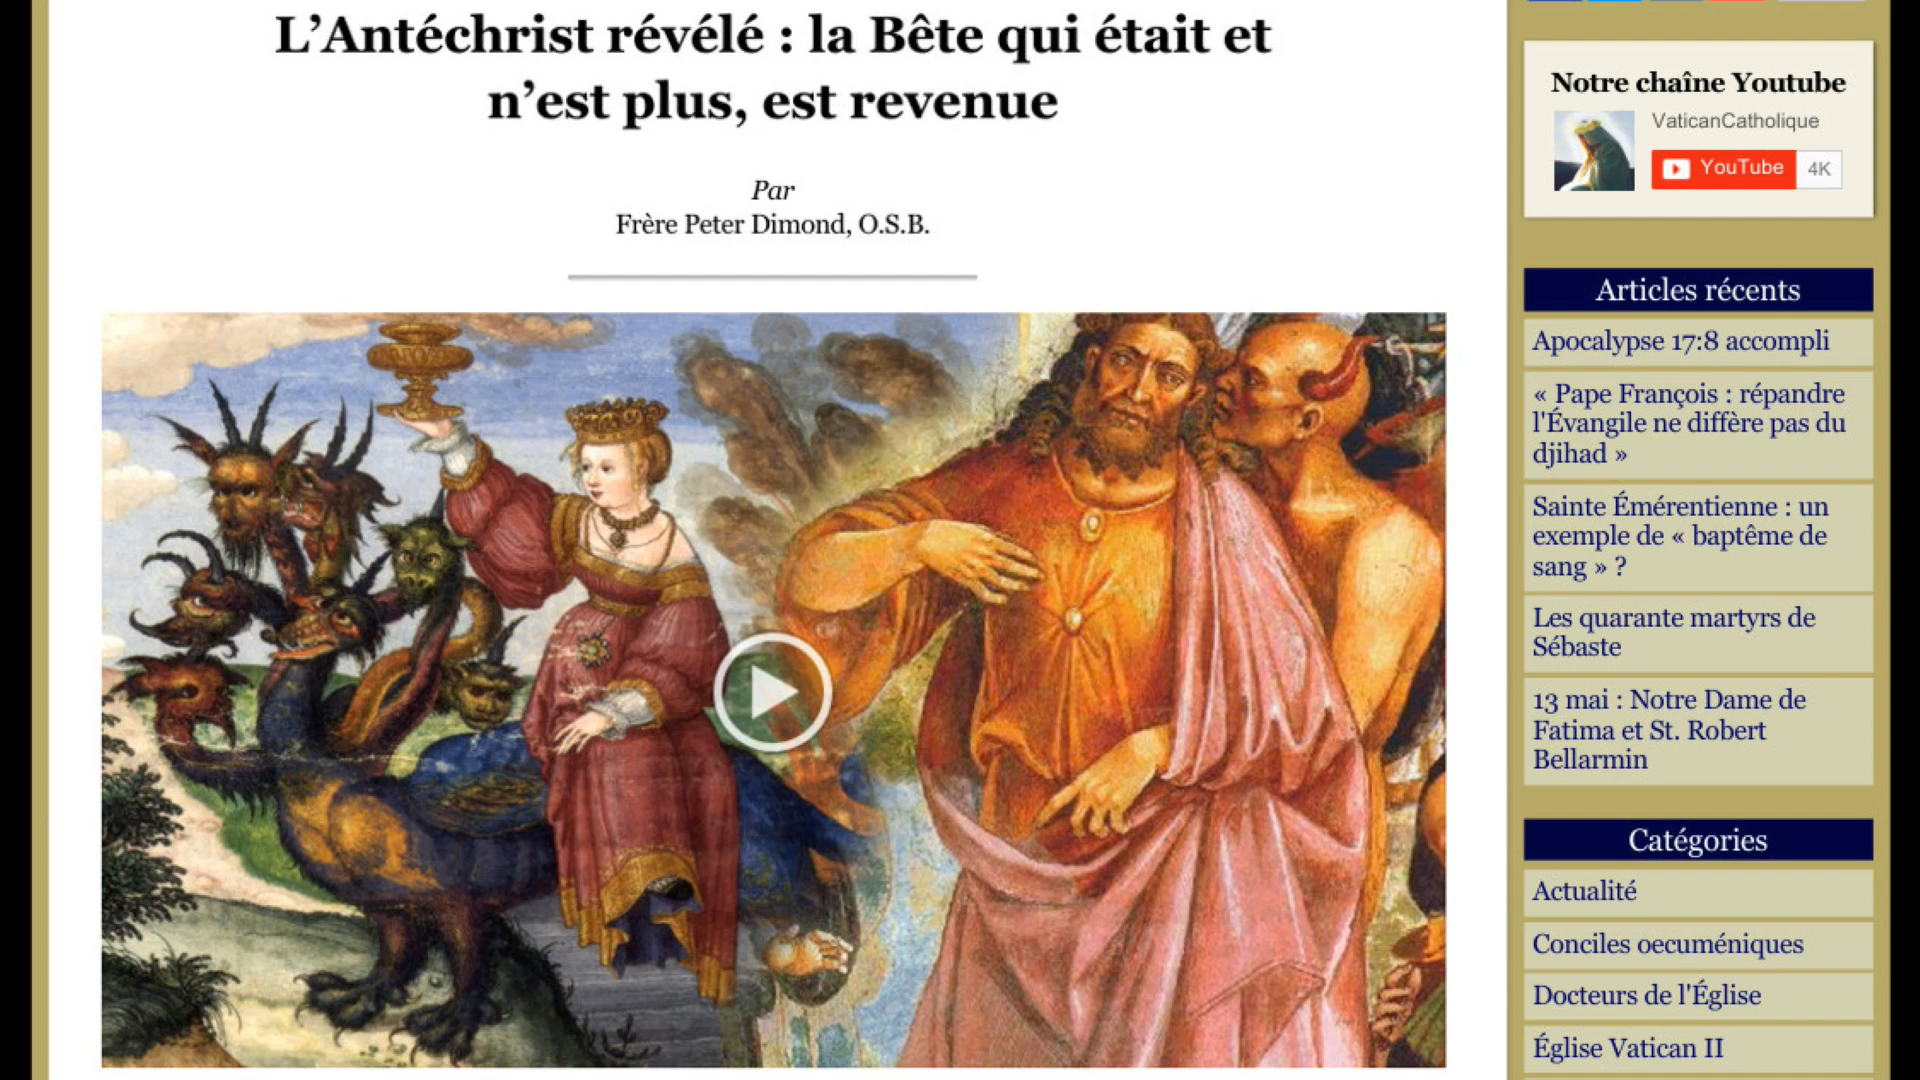 L’Antéchrist révélé : la Bête qui était et
n’est plus, est revenue
Par
Frère Peter Dimond, O.S.B.
Notre chaîne Youtube
VaticanCatholique
YouTube 4K
Articles récents
Apocalypse 17:8 accompli
« Pape François : répandre
l'Évangile ne diffère pas du
djihad »
Sainte Émérentienne : un
exemple de « baptême de
sang » ?
Les quarante martyrs de
Sébaste
13 mai : Notre Dame de
Fatima et St. Robert
Bellarmin
Catégories
Actualité
Conciles oecuméniques
Docteurs de l'Église
Église Vatican II